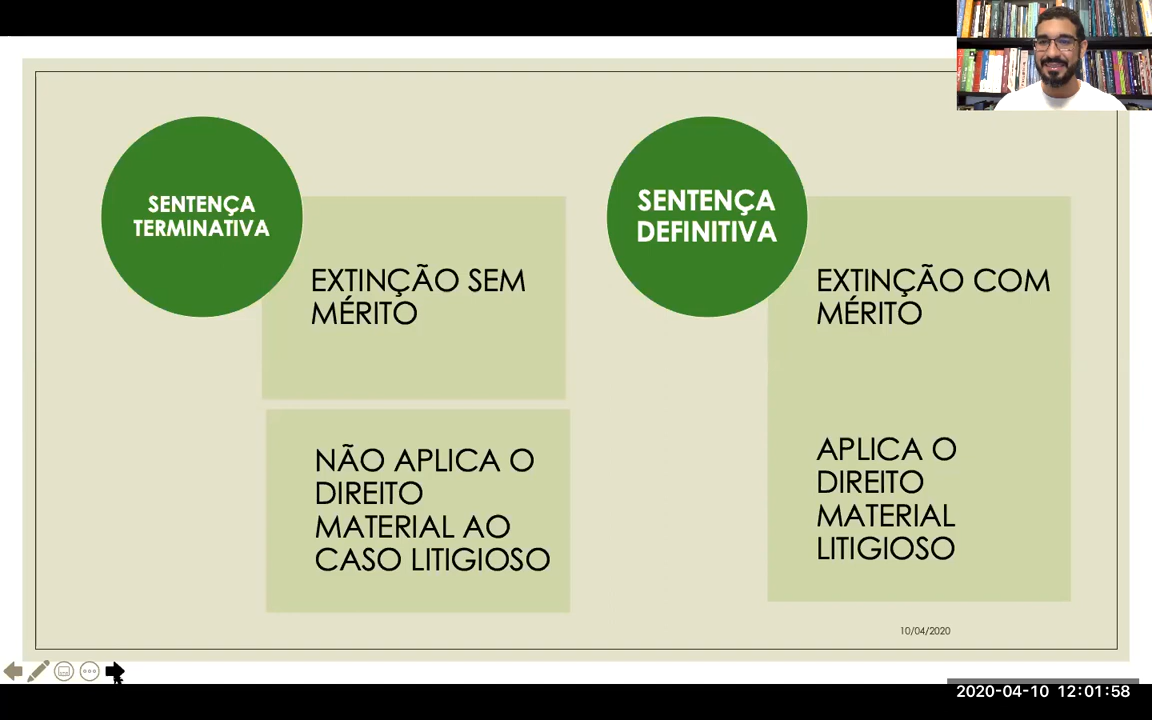 SENTENÇA
TERMINATIVA
EXTINÇÃO SEM
MÉRITO
NÃO APLICA O
DIREITO
MATERIAL AO
CASO LITIGIOSO
SENTENÇA
DEFINITIVA
EXTINÇÃO COM
MÉRITO
APLICA O
DIREITO
MATERIAL
LITIGIOSO
10/04/2020
2020-04-10 12:01:58